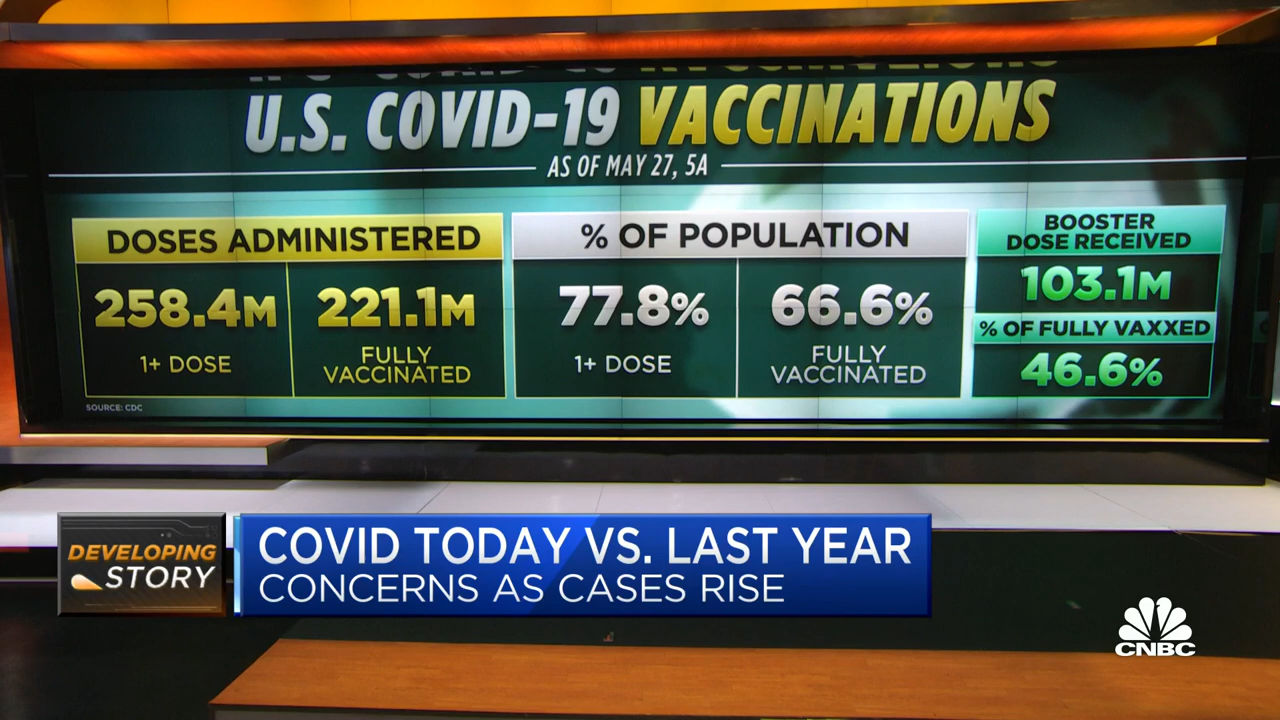 U.S. COVID-19 VACCINATIONS
AS OF MAY 27, 5A
DOSES ADMINISTERED
258.4M
1+ DOSE
221.1M
FULLY
VACCINATED
% OF POPULATION
77.8%
1+ DOSE
66.6%
FULLY
VACCINATED
BOOSTER
DOSE RECEIVED
103.1M
% OF FULLY VAXXED
46.6%
SOURCE: CDC
DEVELOPING
STORY
COVID TODAY VS. LAST YEAR
CONCERNS AS CASES RISE
CNBC